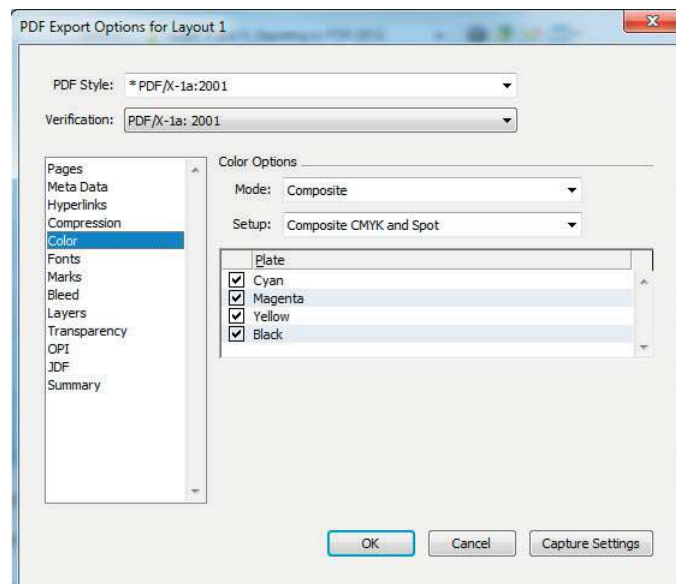 PDF Export Options for Layout 1
PDF Style: * PDF/X-1a:2001
Verification: PDF/X-1a: 2001
Pages
Meta Data
Hyperlinks
Compression
Color
Fonts
Marks
Bleed
Layers
Transparency
OPI
JDF
Summary
Color Options
Mode: Composite
Setup: Composite CMYK and Spot
Plate
Cyan
Magenta
Yellow
Black
OK Cancel Capture Settings